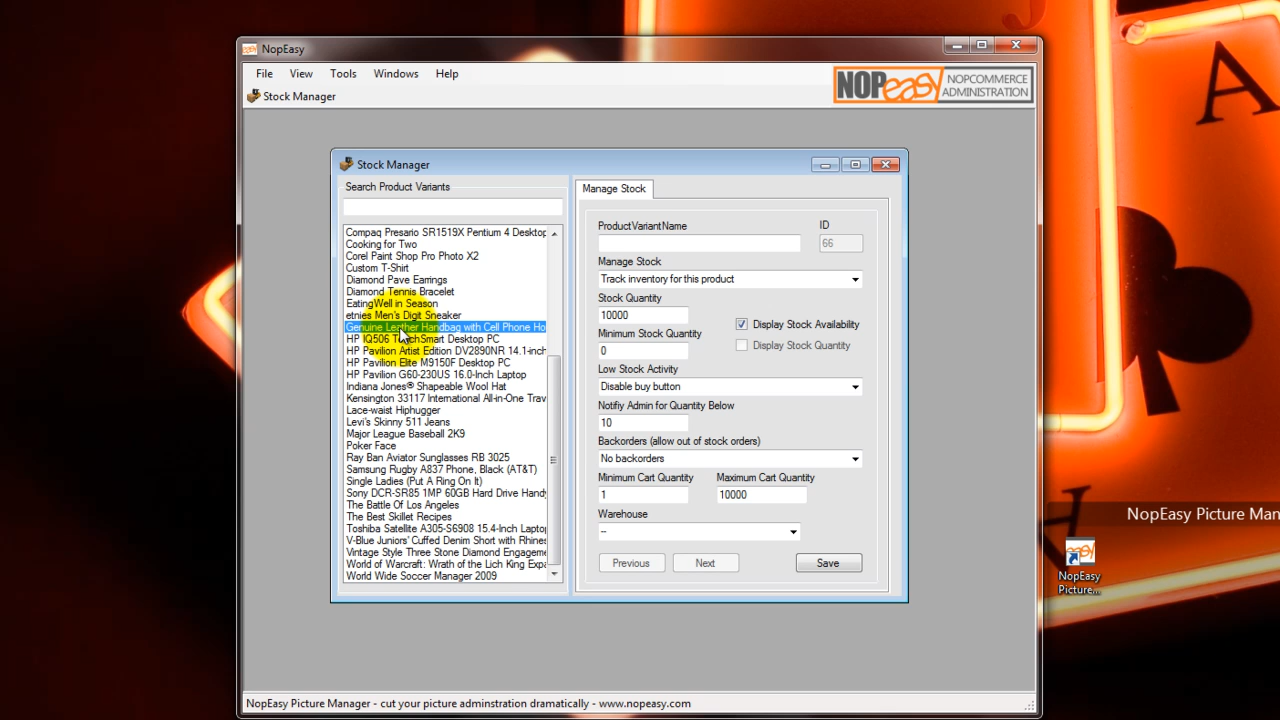 NopEasy
File View Tools Windows Help
Stock Manager
NOPeasy NOPCOMMERCE ADMINISTRATION
Stock Manager
Search Product Variants
Compaq Presario SR1519X Pentium 4 Desktop
Cooking for Two
Corel Paint Shop Pro Photo X2
Custom T-Shirt
Diamond Pave Earrings
Diamond Tennis Bracelet
EatingWell in Season
etnies Men's Digit Sneaker
Genuine Leather Handbag with Cell Phone Ho
HP IQ506 TouchSmart Desktop PC
HP Pavilion Artist Edition DV2890NR 14.1-inch
HP Pavilion Elite M9150F Desktop PC
HP Pavilion G60-230US 16.0-Inch Laptop
Indiana Jones® Shapeable Wool Hat
Kensington 33117 International All-in-One Trav
Lace-waist Hiphugger
Levi's Skinny 511 Jeans
Major League Baseball 2K9
Poker Face
Ray Ban Aviator Sunglasses RB 3025
Samsung Rugby A837 Phone, Black (AT&T)
Single Ladies (Put A Ring On It)
Sony DCR-SR85 1MP 60GB Hard Drive Handy
The Battle Of Los Angeles
The Best Skillet Recipes
Toshiba Satellite A305-S6908 15.4-Inch Laptop
V-Blue Juniors' Cuffed Denim Short with Rhines
Vintage Style Three Stone Diamond Engageme
World of Warcraft: Wrath of the Lich King Expa
World Wide Soccer Manager 2009
Manage Stock
ProductVariantName ID
66
Manage Stock
Track inventory for this product
Stock Quantity
10000
Display Stock Availability
Minimum Stock Quantity
0
Display Stock Quantity
Low Stock Activity
Disable buy button
Notifiy Admin for Quantity Below
10
Backorders (allow out of stock orders)
No backorders
Minimum Cart Quantity Maximum Cart Quantity
1 10000
Warehouse
--
Previous Next Save
NopEasy Picture Man
NopEasy
Picture...
NopEasy Picture Manager - cut your picture adminstration dramatically - www.nopeasy.com
A
A